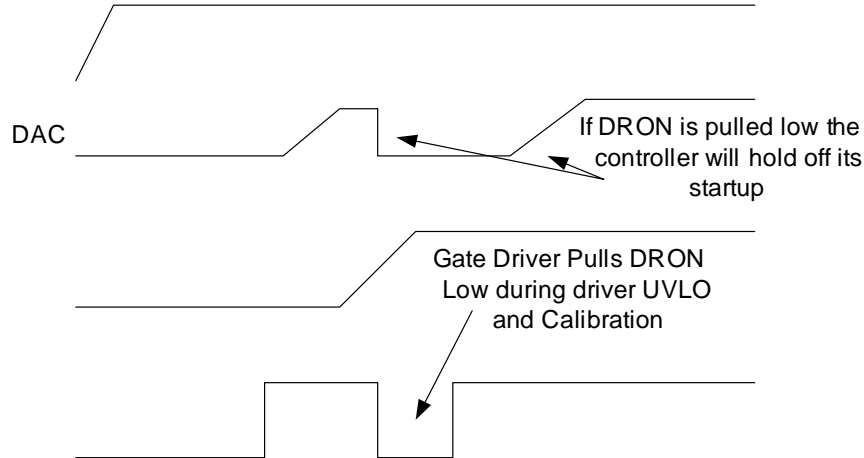 DAC
If DRON is pulled low the
controller will hold off its
startup
Gate Driver Pulls DRON
Low during driver UVLO
and Calibration